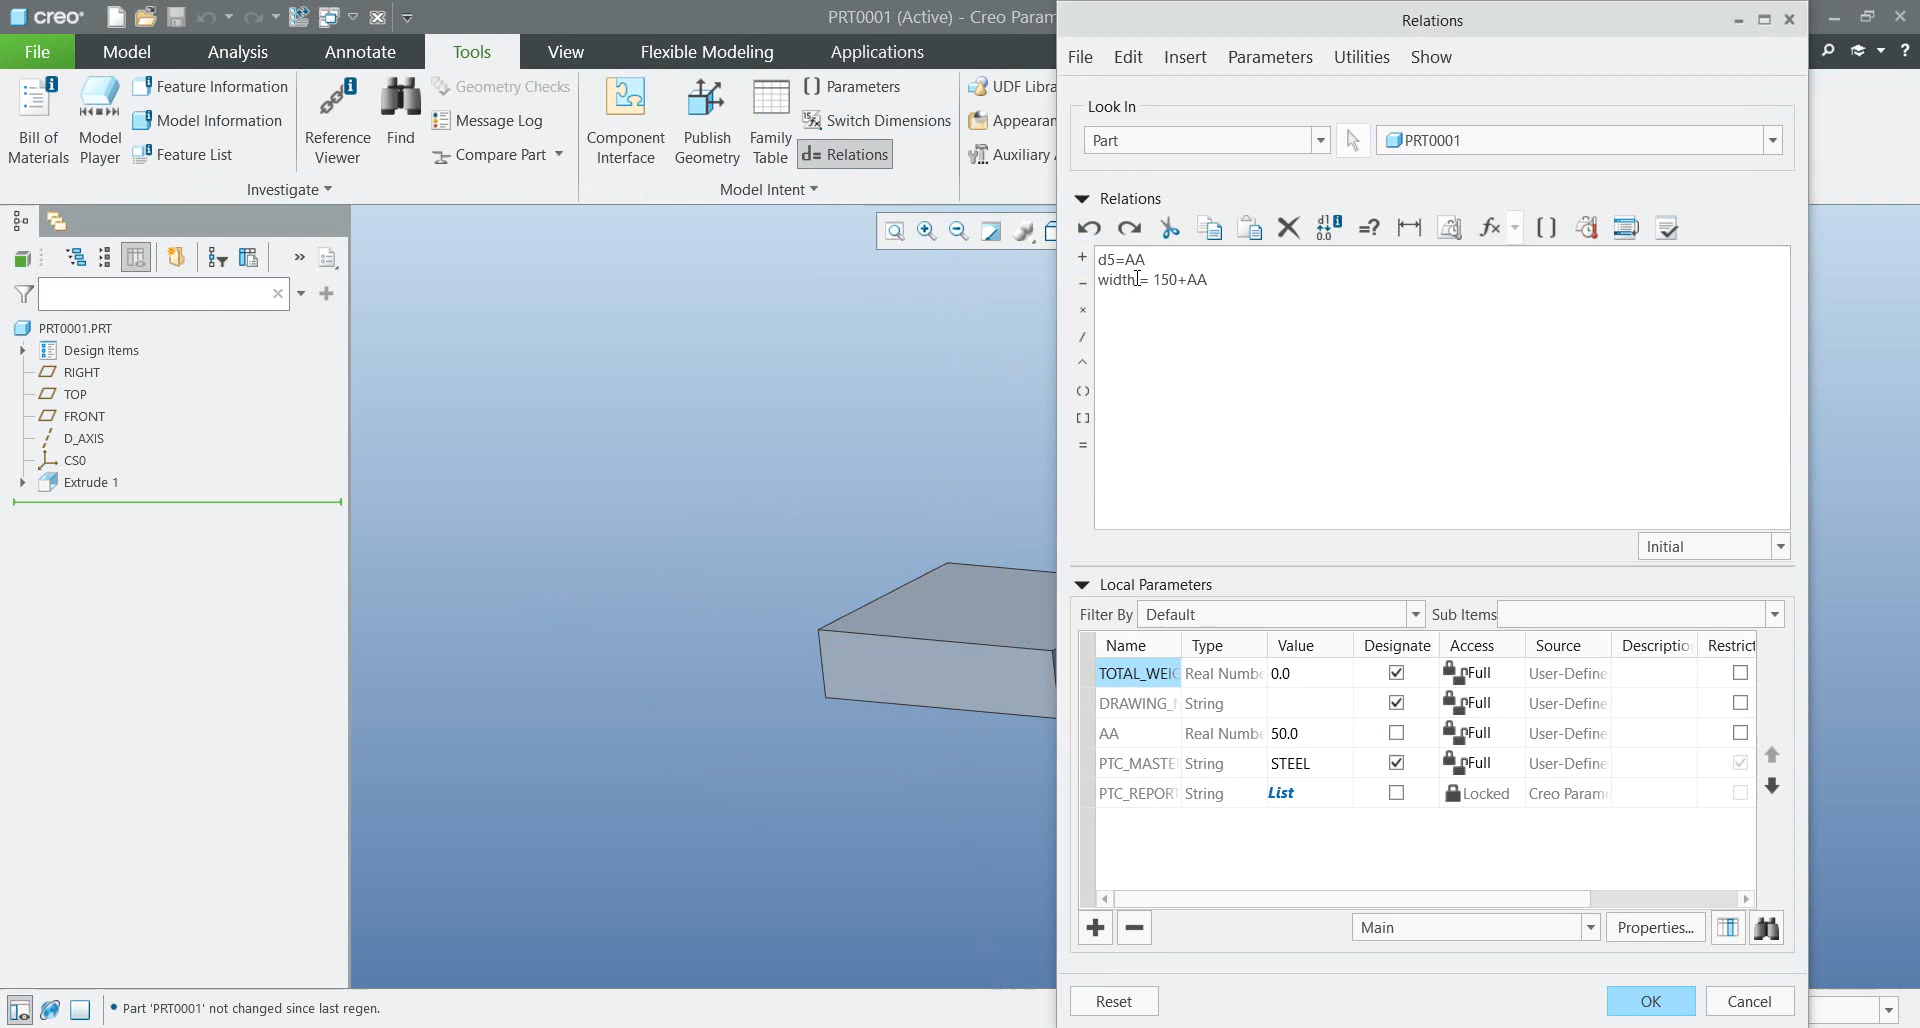 creo®
PRT0001 (Active) - Creo Param
Relations
File
Model
Analysis
Annotate
Tools
View
Flexible Modeling
Applications
File Edit Insert Parameters Utilities Show
Bill of Materials
Model Player
Feature Information
Model Information
Feature List
Reference Viewer
Find
Geometry Checks
Message Log
Compare Part
Investigate
Component Interface
Publish Geometry
Family Table
Parameters
Switch Dimensions
d= Relations
Model Intent
UDF Libra
Appearan
Auxiliary
Look In
Part
PRT0001
Relations
d5=AA
width = 150+AA
Initial
PRT0001.PRT
Design Items
RIGHT
TOP
FRONT
D_AXIS
CS0
Extrude 1
Local Parameters
Filter By Default Sub Items
Name Type Value Designate Access Source Descriptio Restrict
TOTAL_WEIG Real Numbe 0.0 Full User-Define
DRAWING_ String Full User-Define
AA Real Numbe 50.0 Full User-Define
PTC_MASTE String STEEL Full User-Define
PTC_REPORT String List Locked Creo Param
Main
Properties...
Reset
OK
Cancel
• Part 'PRT0001' not changed since last regen.